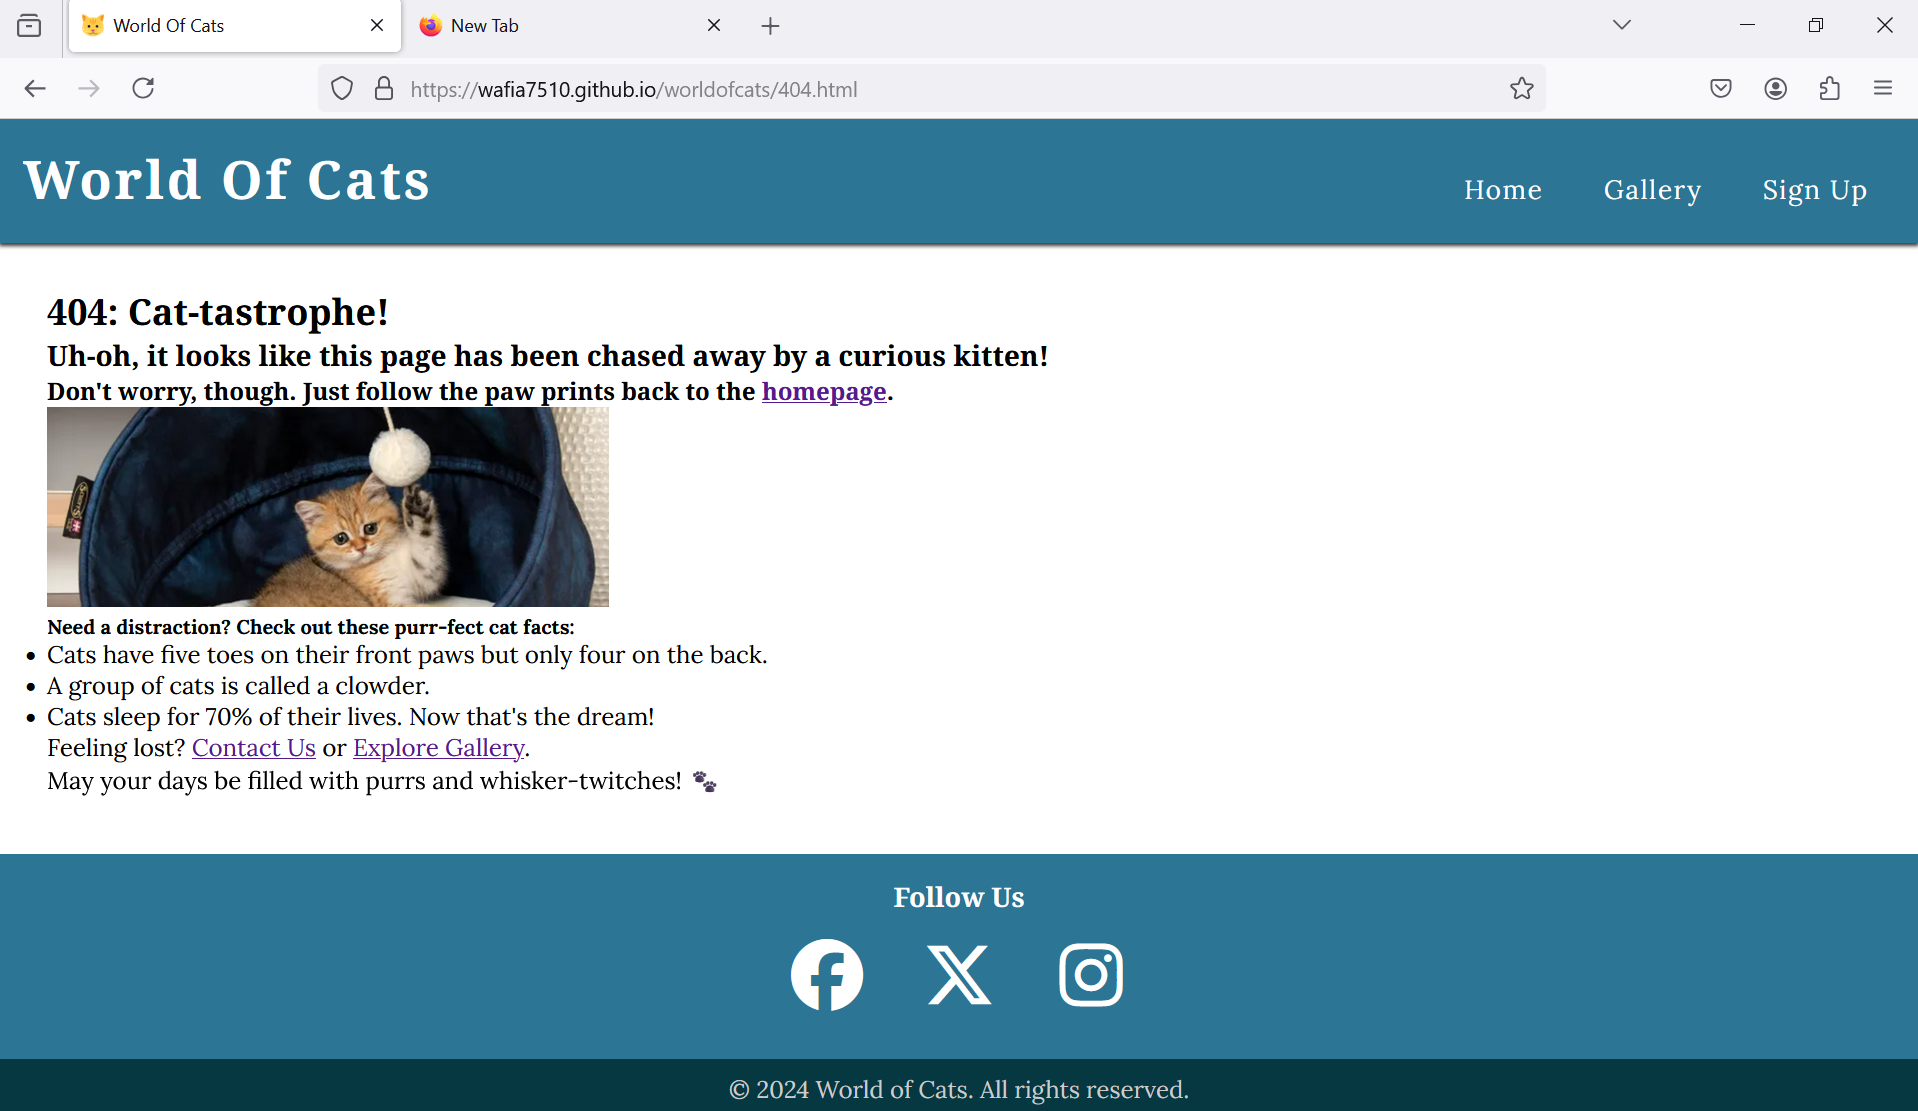 World Of Cats
New Tab
https://wafia7510.github.io/worldofcats/404.html
World Of Cats
Home
Gallery
Sign Up
404: Cat-tastrophe!
Uh-oh, it looks like this page has been chased away by a curious kitten!
Don't worry, though. Just follow the paw prints back to the homepage.
Need a distraction? Check out these purr-fect cat facts:
• Cats have five toes on their front paws but only four on the back.
• A group of cats is called a clowder.
• Cats sleep for 70% of their lives. Now that's the dream!
Feeling lost? Contact Us or Explore Gallery.
May your days be filled with purrs and whisker-twitches! 🐾
Follow Us
© 2024 World of Cats. All rights reserved.